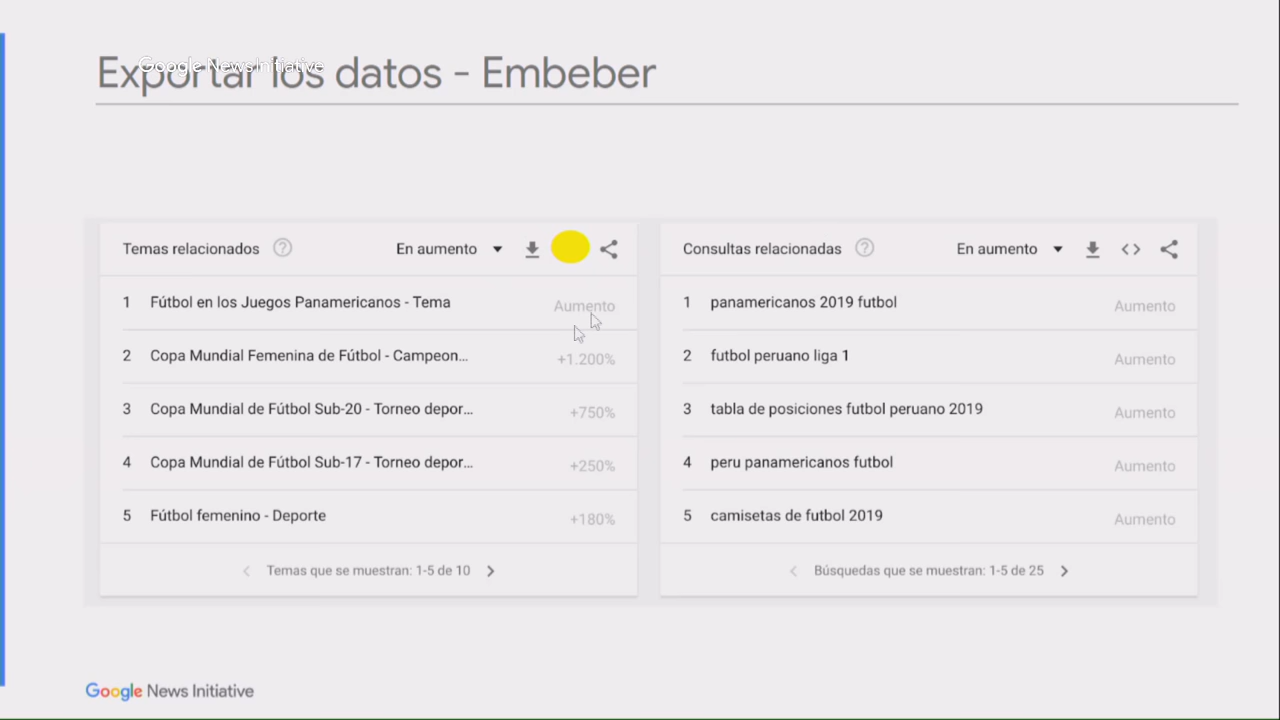 Exportar los datos - Embeber
Google News Initiative
Temas relacionados ? En aumento
1 Fútbol en los Juegos Panamericanos - Tema Aumento
2 Copa Mundial Femenina de Fútbol - Campeon... +1.200%
3 Copa Mundial de Fútbol Sub-20 - Torneo depor... +750%
4 Copa Mundial de Fútbol Sub-17 - Torneo depor... +250%
5 Fútbol femenino - Deporte +180%
Temas que se muestran: 1-5 de 10
Consultas relacionadas ? En aumento
1 panamericanos 2019 futbol Aumento
2 futbol peruano liga 1 Aumento
3 tabla de posiciones futbol peruano 2019 Aumento
4 peru panamericanos futbol Aumento
5 camisetas de futbol 2019 Aumento
Búsquedas que se muestran: 1-5 de 25
Google News Initiative